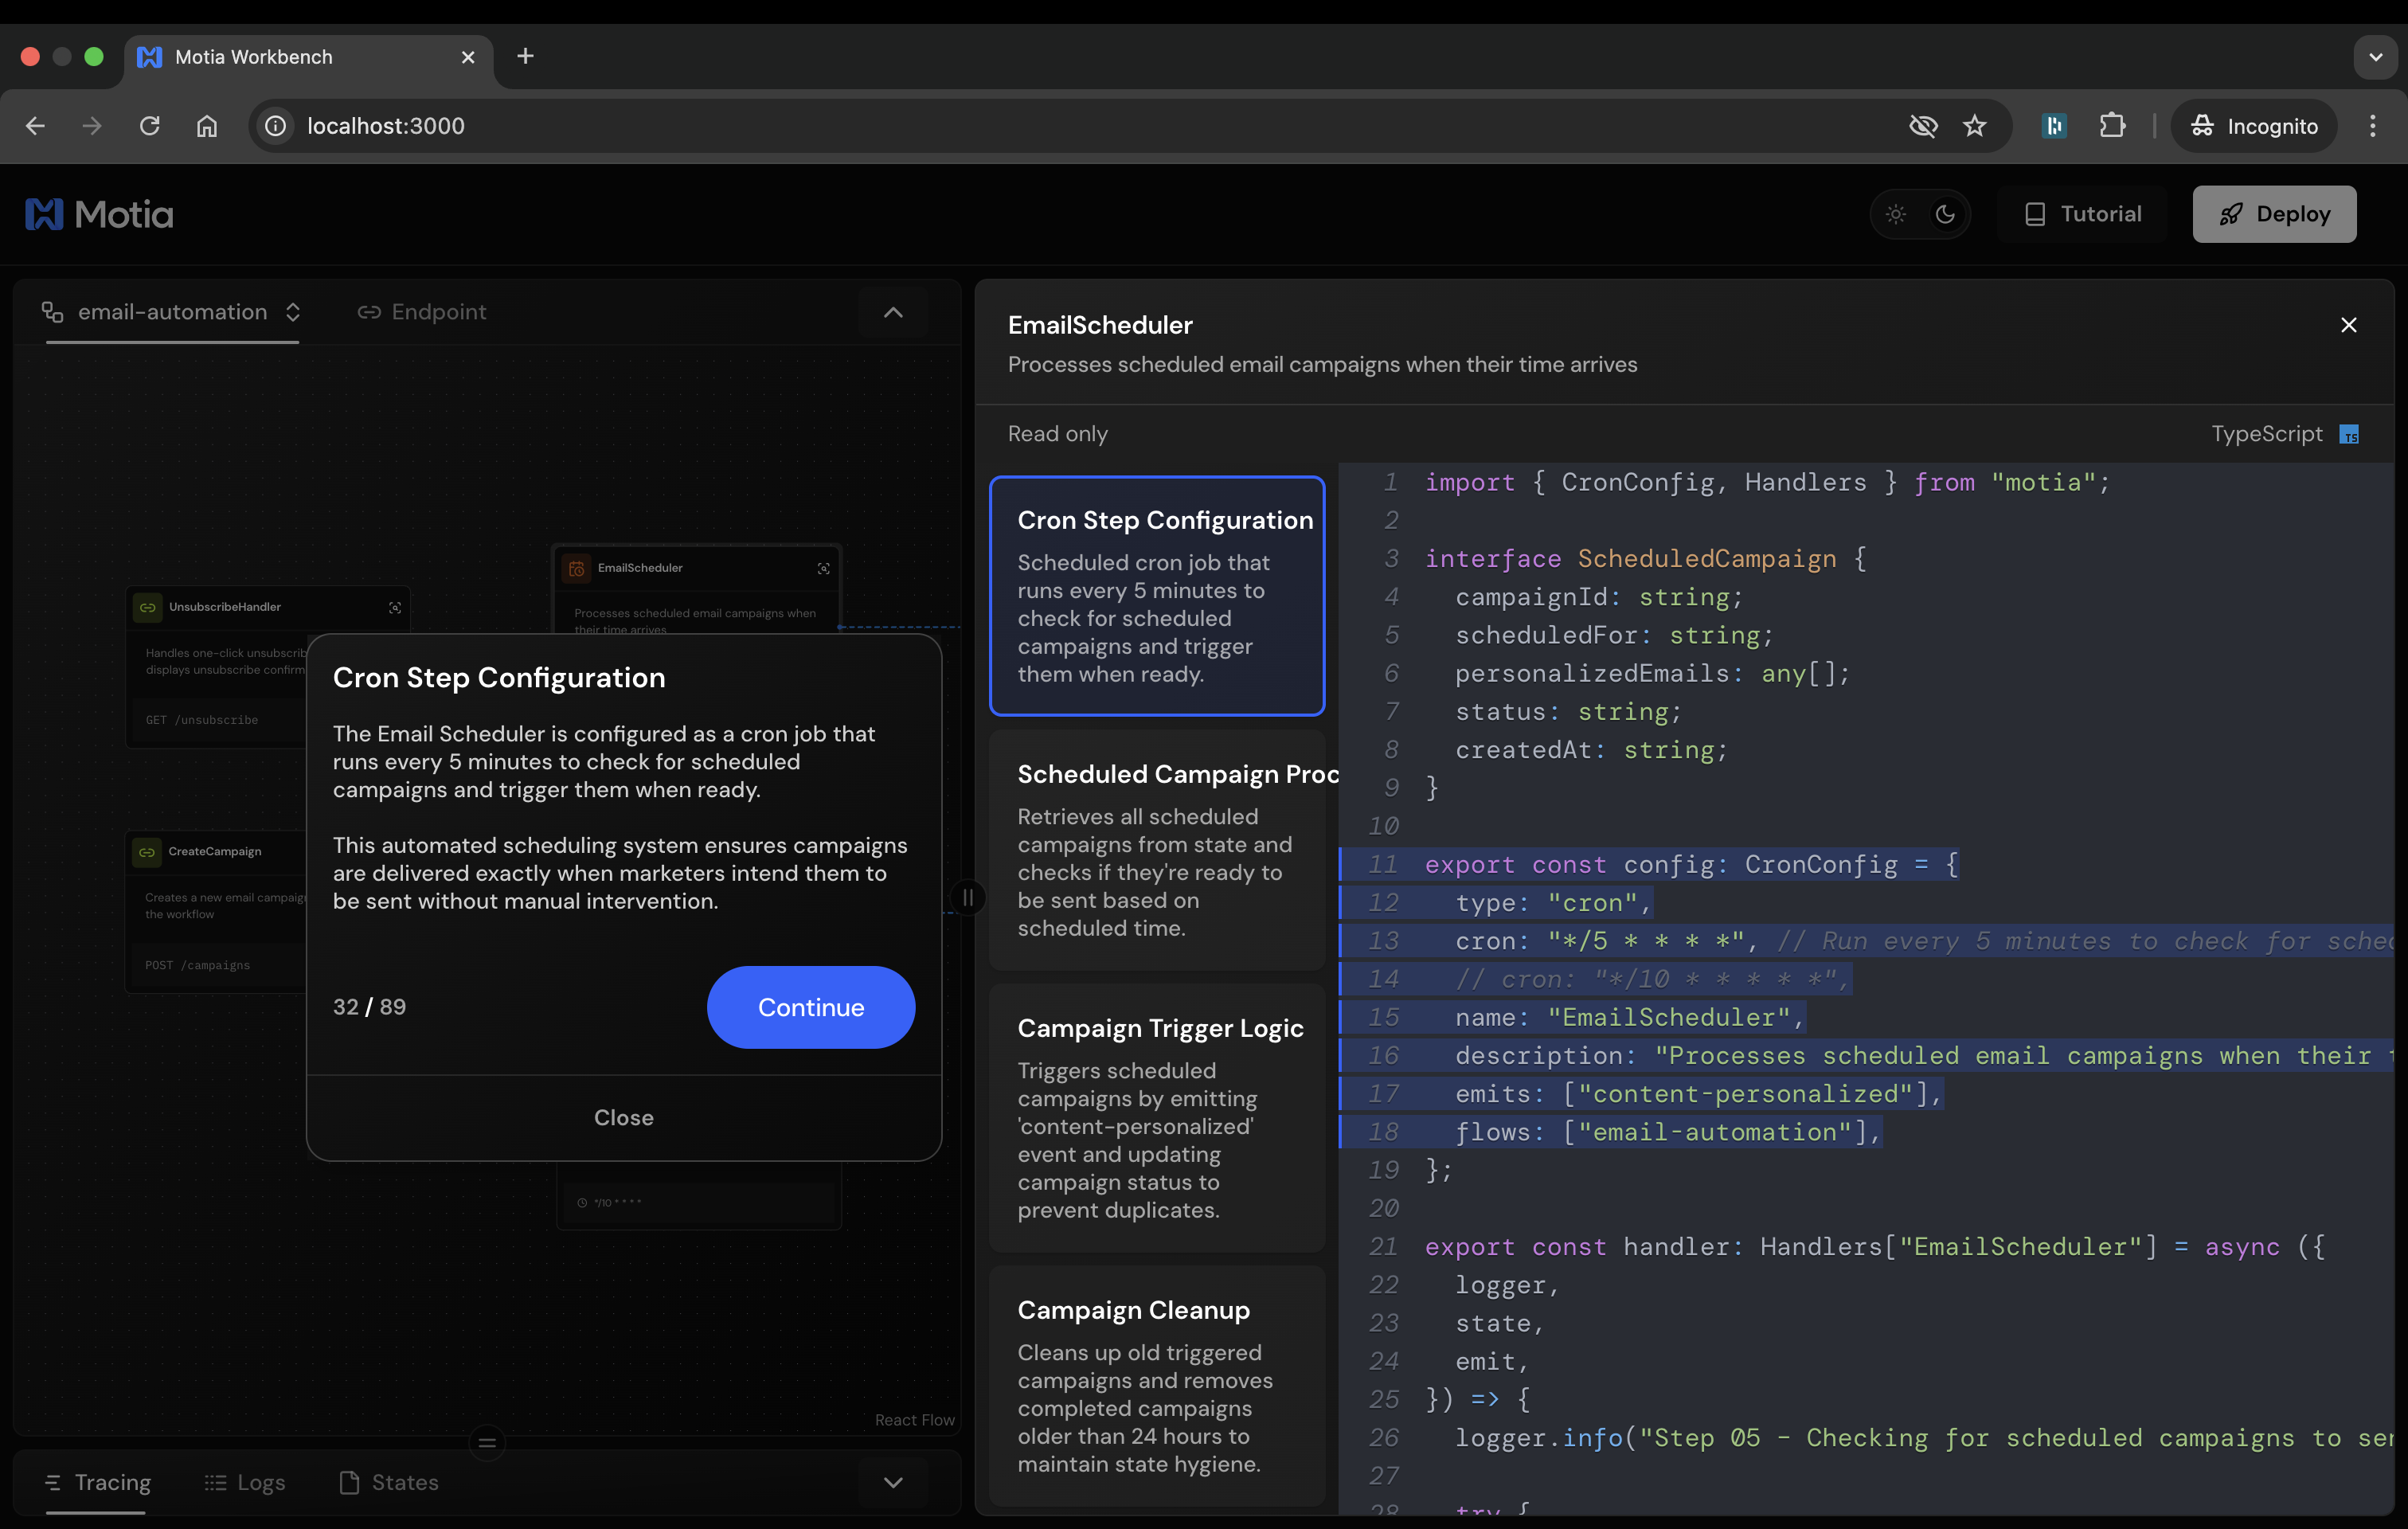 Motia Workbench
localhost:3000
Incognito
Motia
Tutorial
Deploy
email-automation
Endpoint
UnsubscribeHandler
Handles one-click unsubscrib
displays unsubscribe confirm
GET /unsubscribe
EmailScheduler
Processes scheduled email campaigns when
their time arrives
CreateCampaign
Creates a new email campaig
the workflow
POST /campaigns
Cron Step Configuration
The Email Scheduler is configured as a cron job that
runs every 5 minutes to check for scheduled
campaigns and trigger them when ready.
This automated scheduling system ensures campaigns
are delivered exactly when marketers intend them to
be sent without manual intervention.
32 / 89
Continue
Close
*/10 * * * *
React Flow
Tracing
Logs
States
EmailScheduler
Processes scheduled email campaigns when their time arrives
Read only
TypeScript
TS
Cron Step Configuration
Scheduled cron job that
runs every 5 minutes to
check for scheduled
campaigns and trigger
them when ready.
Scheduled Campaign Proc
Retrieves all scheduled
campaigns from state and
checks if they're ready to
be sent based on
scheduled time.
Campaign Trigger Logic
Triggers scheduled
campaigns by emitting
'content-personalized'
event and updating
campaign status to
prevent duplicates.
Campaign Cleanup
Cleans up old triggered
campaigns and removes
completed campaigns
older than 24 hours to
maintain state hygiene.
1 import { CronConfig, Handlers } from "motia";
2
3 interface ScheduledCampaign {
4 campaignId: string;
5 scheduledFor: string;
6 personalizedEmails: any[];
7 status: string;
8 createdAt: string;
9 }
10
11 export const config: CronConfig = {
12 type: "cron",
13 cron: "*/5 * * * *", // Run every 5 minutes to check for sched
14 // cron: "*/10 * * * * *",
15 name: "EmailScheduler",
16 description: "Processes scheduled email campaigns when their t
17 emits: ["content-personalized"],
18 flows: ["email-automation"],
19 };
20
21 export const handler: Handlers["EmailScheduler"] = async ({
22 logger,
23 state,
24 emit,
25 }) => {
26 logger.info("Step 05 - Checking for scheduled campaigns to sen
27
28 try {